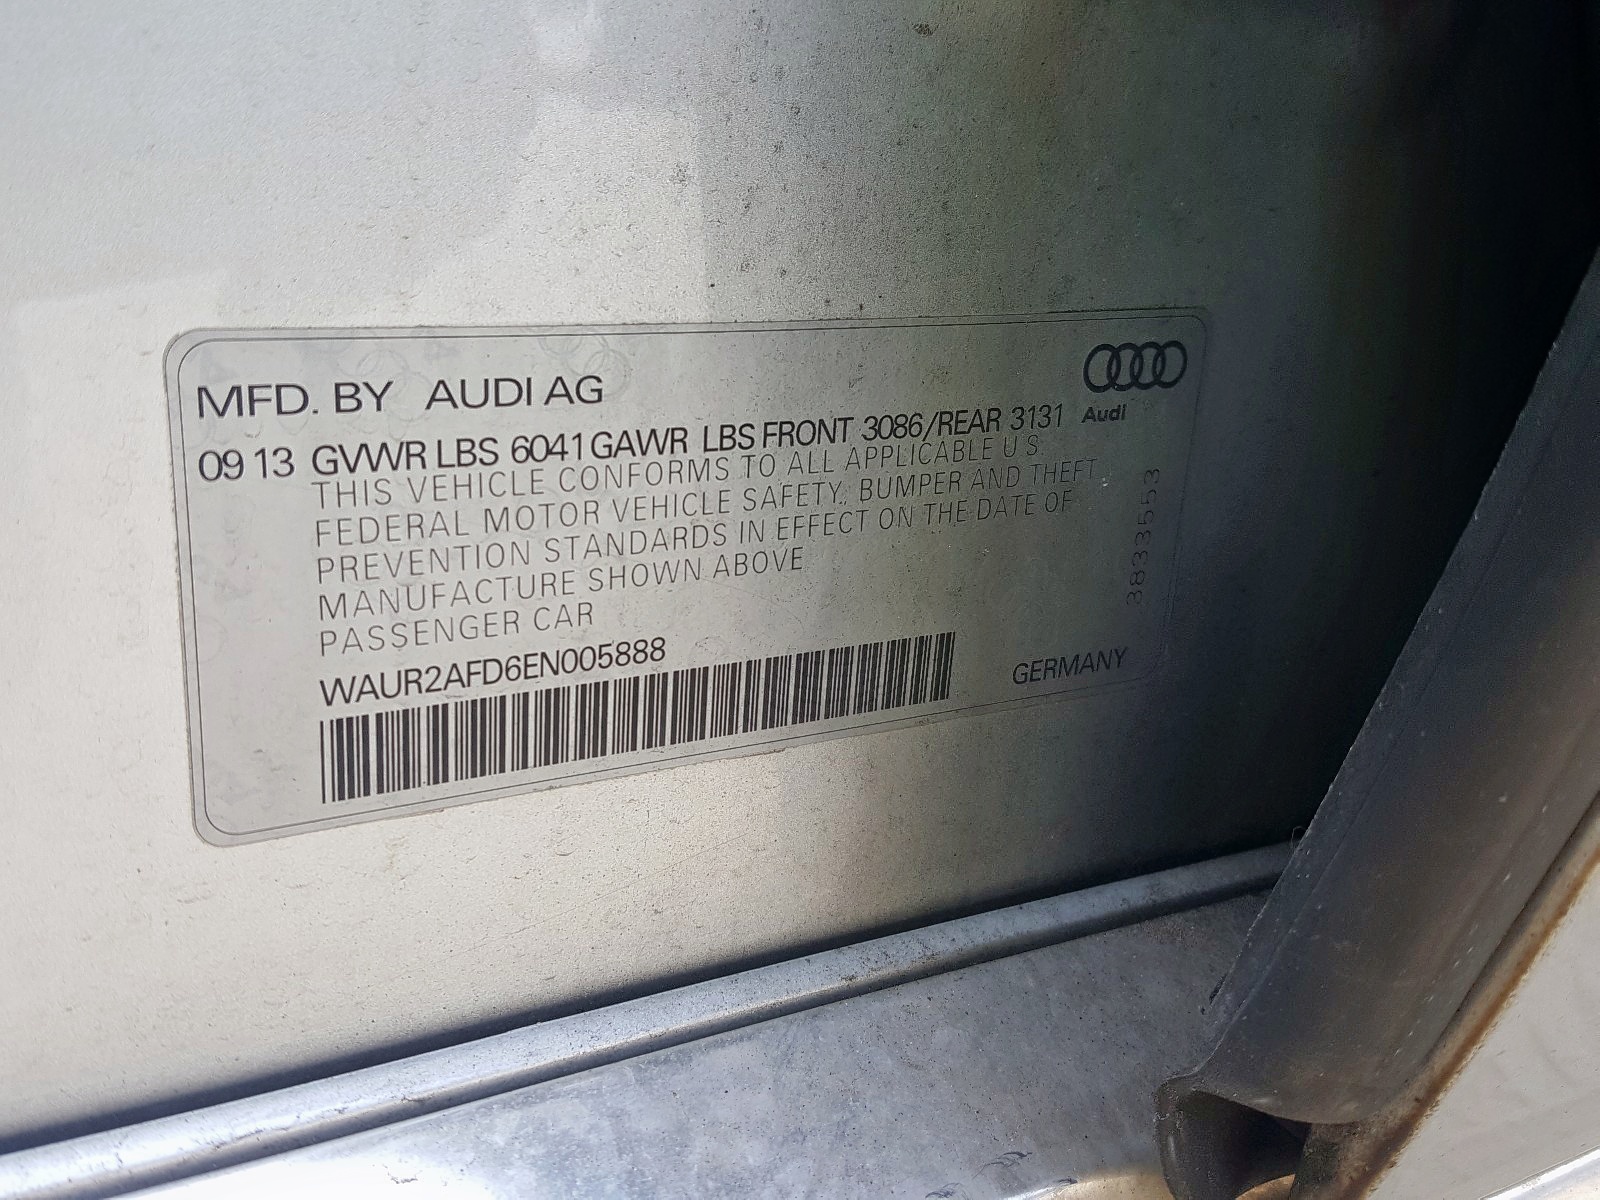 MFD. BY AUDI AG
Audi
09 13 GVWR LBS 6041 GAWR LBS FRONT 3086/REAR 3131
THIS VEHICLE CONFORMS TO ALL APPLICABLE U S
FEDERAL MOTOR VEHICLE SAFETY, BUMPER AND THEFT
PREVENTION STANDARDS IN EFFECT ON THE DATE OF
MANUFACTURE SHOWN ABOVE
PASSENGER CAR
WAUR2AFD6EN005888
GERMANY
3833553